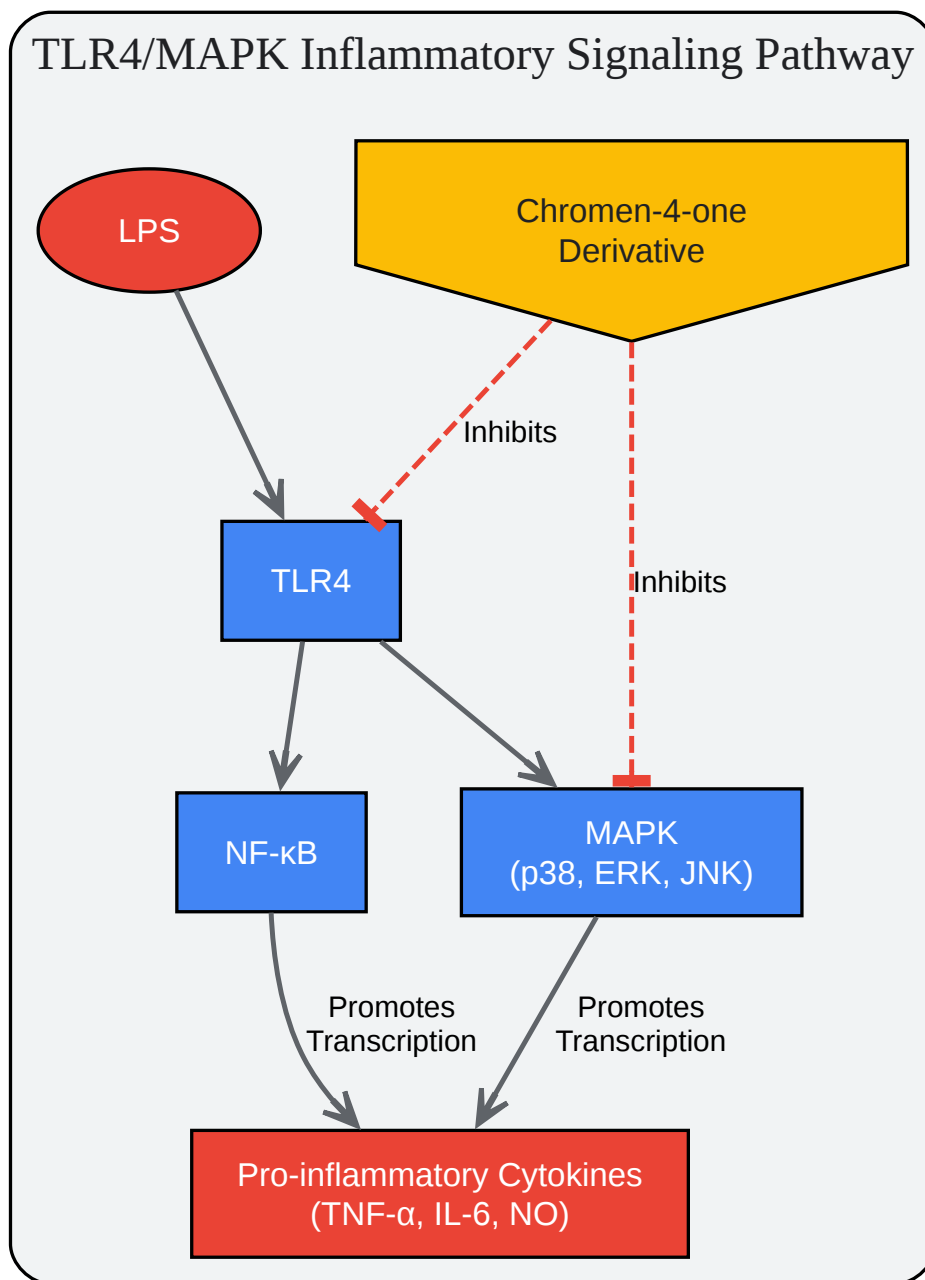 TLR4/MAPK Inflammatory Signaling Pathway
LPS
Chromen-4-one
Derivative
Inhibits
TLR4
Inhibits
NF-κB
MAPK
(p38, ERK, JNK)
Promotes
Transcription
Promotes
Transcription
Pro-inflammatory Cytokines
(TNF-α, IL-6, NO)